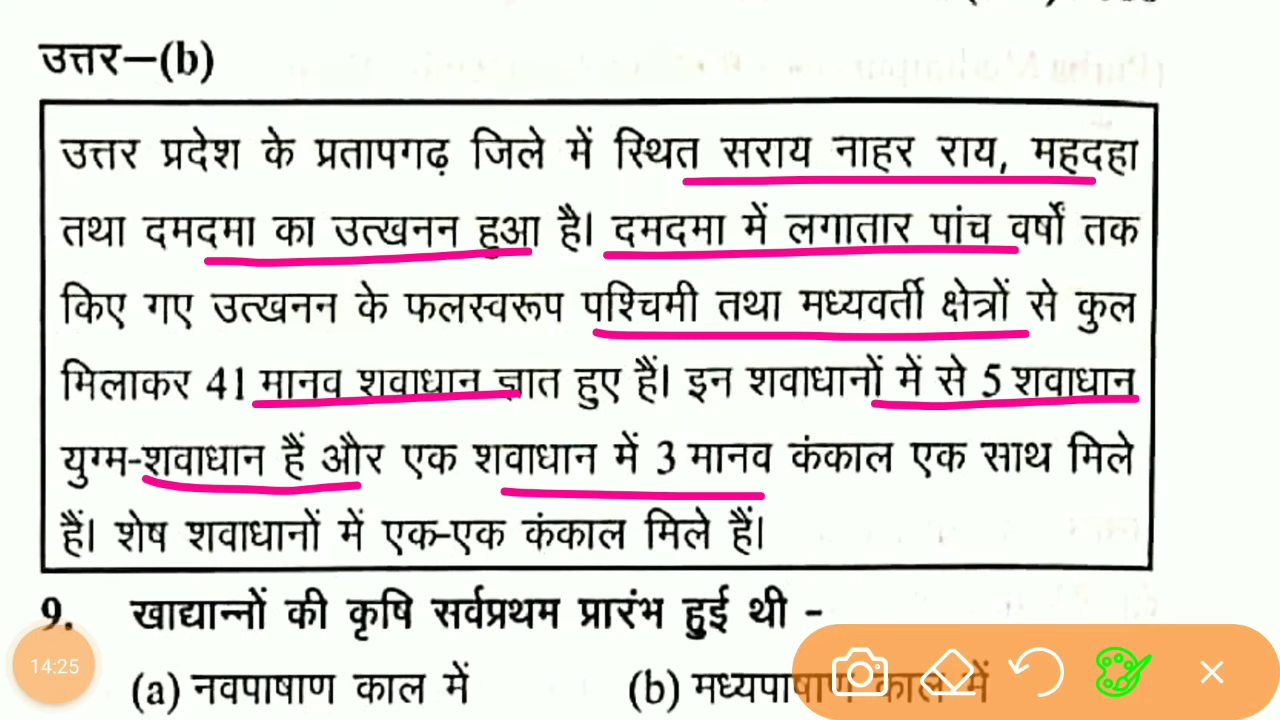 उत्तर–(b)
उत्तर प्रदेश के प्रतापगढ़ जिले में स्थित सराय नाहर राय, महदहा
तथा दमदमा का उत्खनन हुआ है। दमदमा में लगातार पांच वर्षों तक
किए गए उत्खनन के फलस्वरूप पश्चिमी तथा मध्यवर्ती क्षेत्रों से कुल
मिलाकर 41 मानव शवाधान ज्ञात हुए हैं। इन शवाधानों में से 5 शवाधान
युग्म-शवाधान हैं और एक शवाधान में 3 मानव कंकाल एक साथ मिले
हैं। शेष शवाधानों में एक-एक कंकाल मिले हैं।
9. खाद्यान्नों की कृषि सर्वप्रथम प्रारंभ हुई थी -
(a) नवपाषाण काल में (b) मध्यपाषाण काल में
14:25